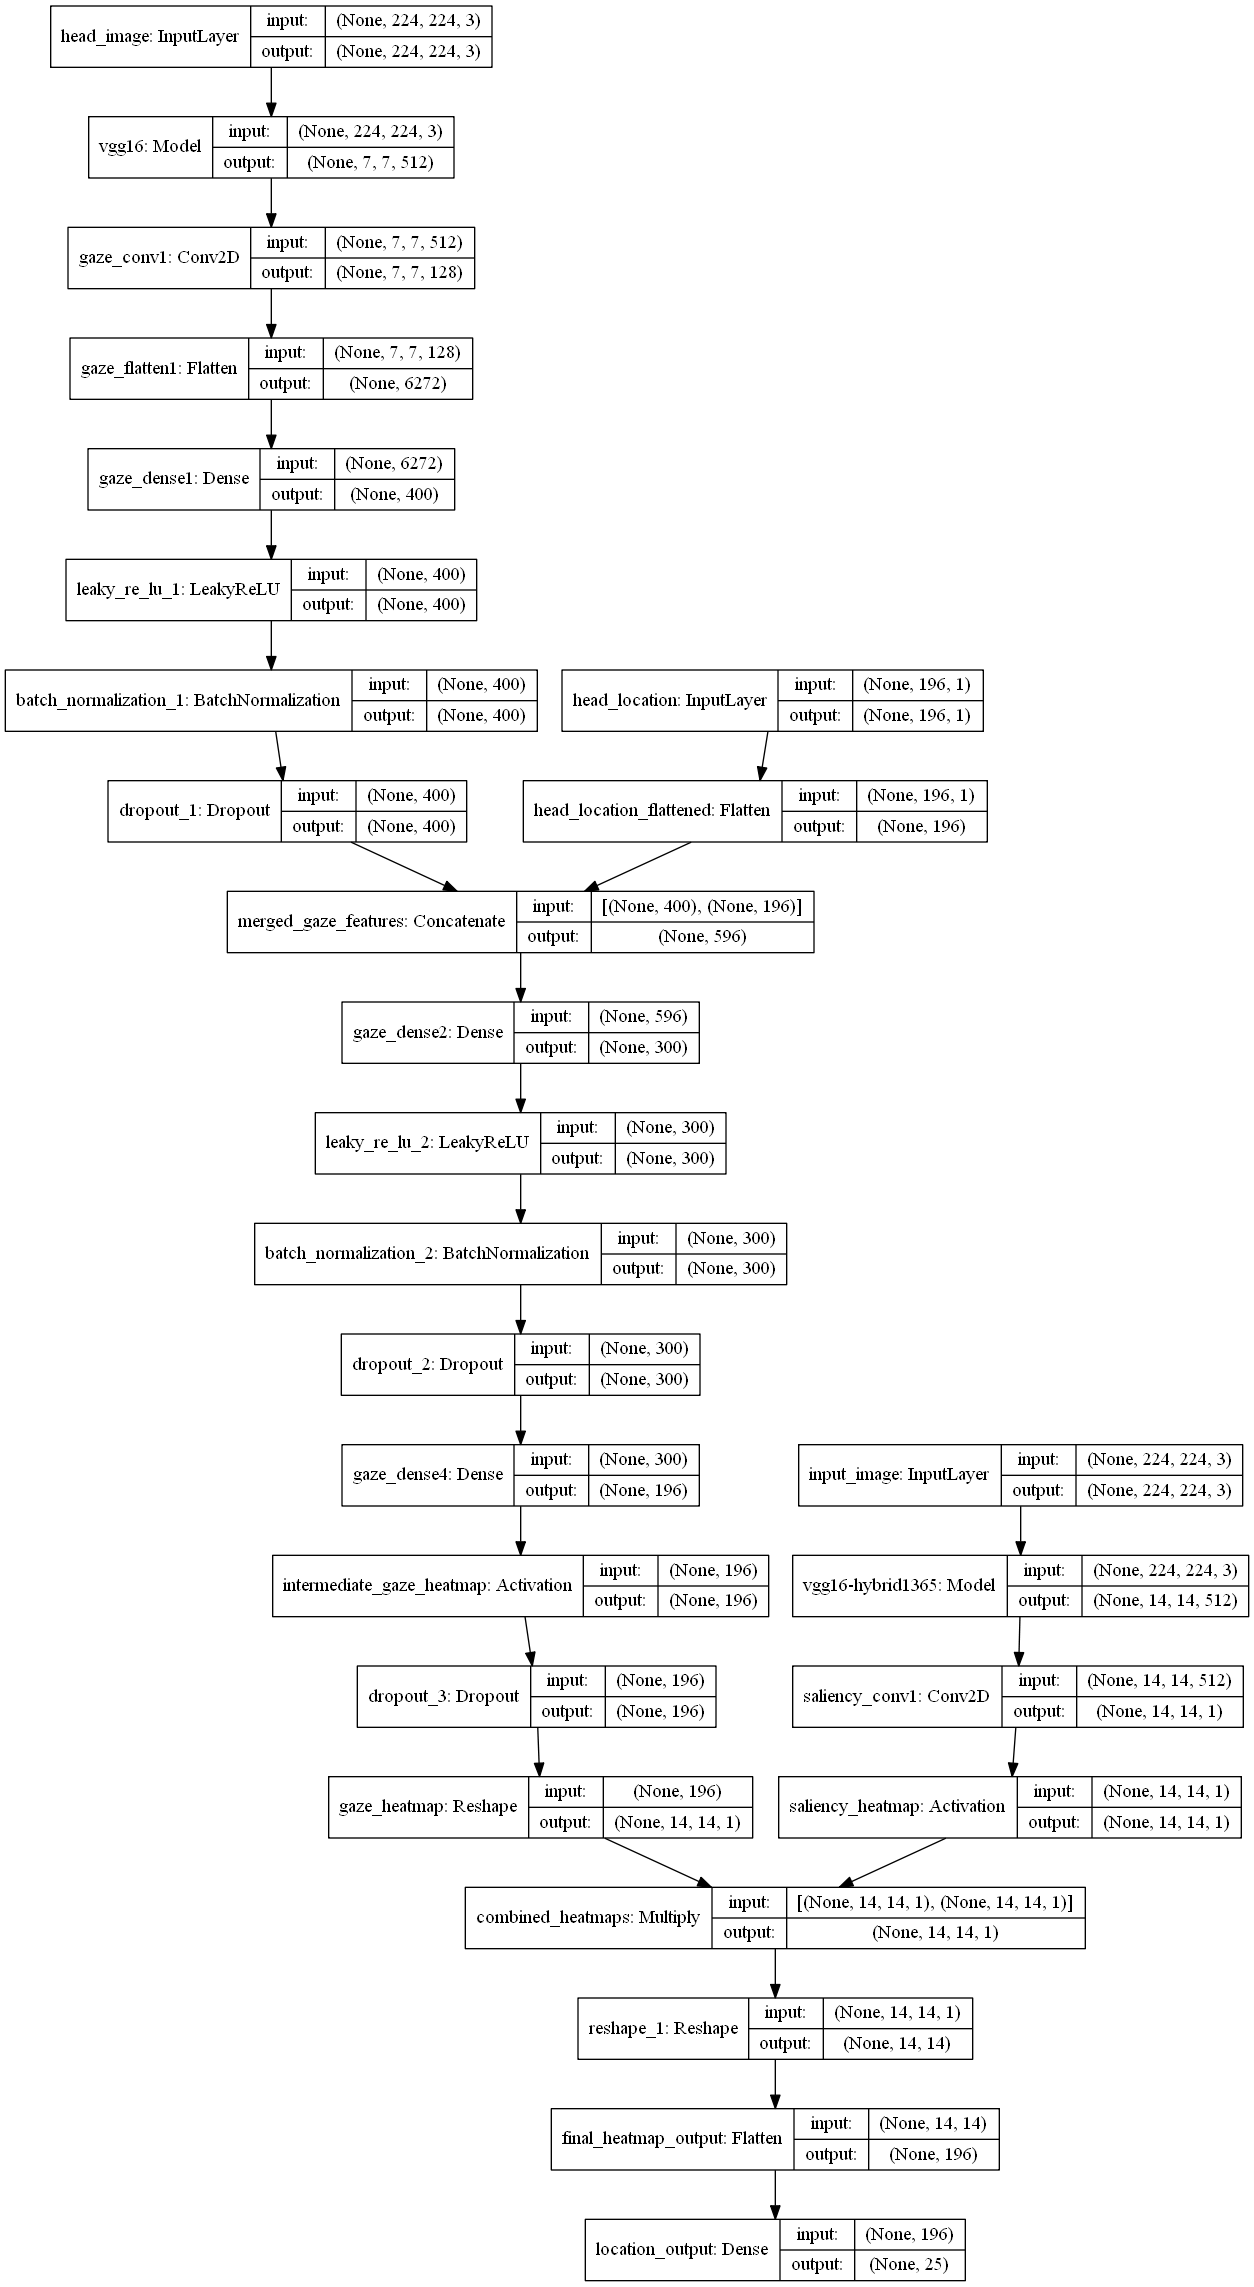 head_image: InputLayer
input: (None, 224, 224, 3)
output: (None, 224, 224, 3)
vgg16: Model
input: (None, 224, 224, 3)
output: (None, 7, 7, 512)
gaze_conv1: Conv2D
input: (None, 7, 7, 512)
output: (None, 7, 7, 128)
gaze_flatten1: Flatten
input: (None, 7, 7, 128)
output: (None, 6272)
gaze_dense1: Dense
input: (None, 6272)
output: (None, 400)
leaky_re_lu_1: LeakyReLU
input: (None, 400)
output: (None, 400)
batch_normalization_1: BatchNormalization
input: (None, 400)
output: (None, 400)
head_location: InputLayer
input: (None, 196, 1)
output: (None, 196, 1)
dropout_1: Dropout
input: (None, 400)
output: (None, 400)
head_location_flattened: Flatten
input: (None, 196, 1)
output: (None, 196)
merged_gaze_features: Concatenate
input: [(None, 400), (None, 196)]
output: (None, 596)
gaze_dense2: Dense
input: (None, 596)
output: (None, 300)
leaky_re_lu_2: LeakyReLU
input: (None, 300)
output: (None, 300)
batch_normalization_2: BatchNormalization
input: (None, 300)
output: (None, 300)
dropout_2: Dropout
input: (None, 300)
output: (None, 300)
gaze_dense4: Dense
input: (None, 300)
output: (None, 196)
input_image: InputLayer
input: (None, 224, 224, 3)
output: (None, 224, 224, 3)
intermediate_gaze_heatmap: Activation
input: (None, 196)
output: (None, 196)
vgg16-hybrid1365: Model
input: (None, 224, 224, 3)
output: (None, 14, 14, 512)
dropout_3: Dropout
input: (None, 196)
output: (None, 196)
saliency_conv1: Conv2D
input: (None, 14, 14, 512)
output: (None, 14, 14, 1)
gaze_heatmap: Reshape
input: (None, 196)
output: (None, 14, 14, 1)
saliency_heatmap: Activation
input: (None, 14, 14, 1)
output: (None, 14, 14, 1)
combined_heatmaps: Multiply
input: [(None, 14, 14, 1), (None, 14, 14, 1)]
output: (None, 14, 14, 1)
reshape_1: Reshape
input: (None, 14, 14, 1)
output: (None, 14, 14)
final_heatmap_output: Flatten
input: (None, 14, 14)
output: (None, 196)
location_output: Dense
input: (None, 196)
output: (None, 25)